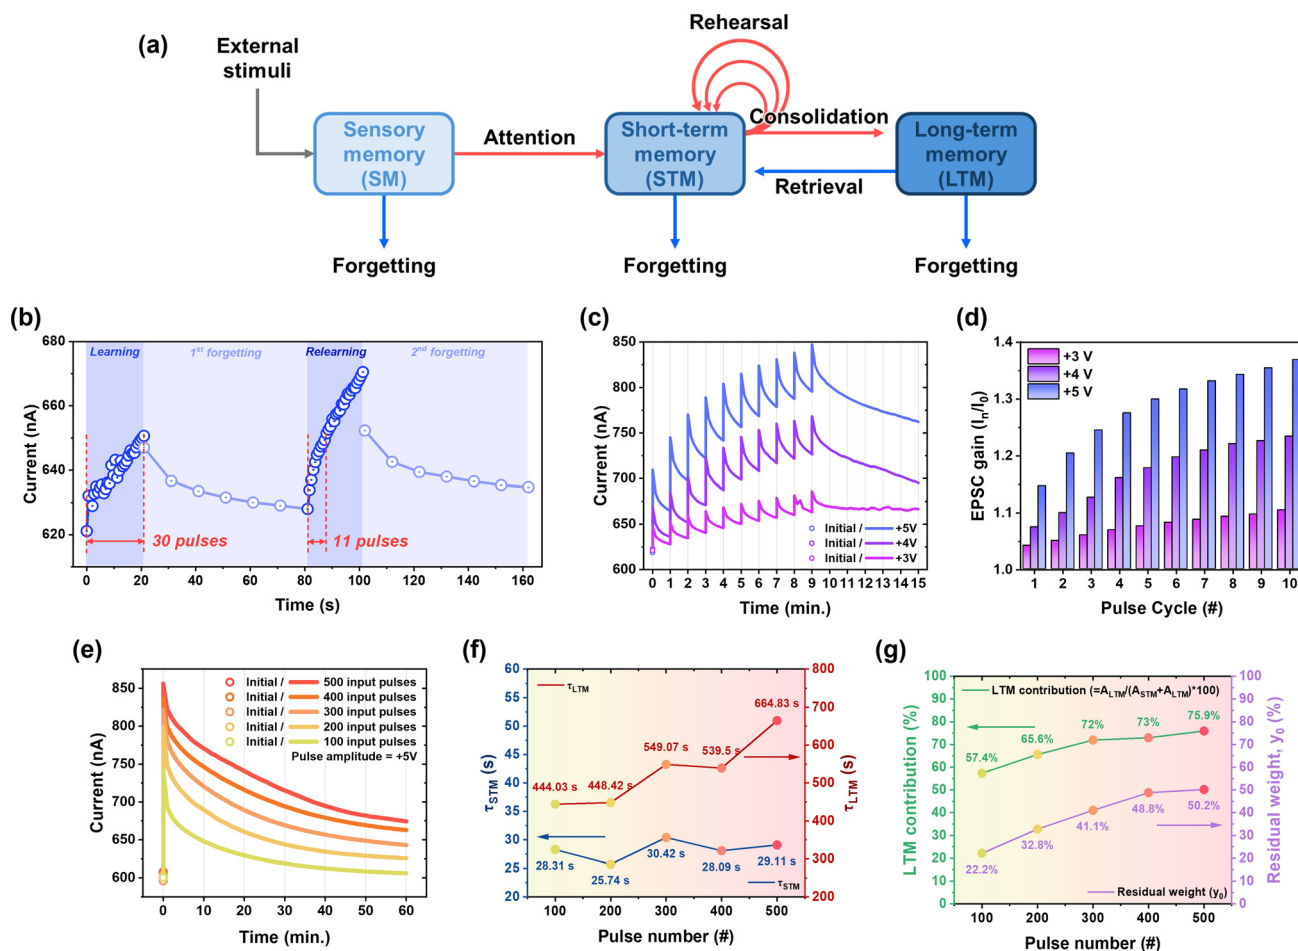 (a)
External
stimuli
Rehearsal
Sensory
memory
(SM)
Attention
Short-term
memory
(STM)
Consolidation
Retrieval
Long-term
memory
(LTM)
Forgetting
Forgetting
Forgetting
(b)
Learning
1st forgetting
Relearning
2nd forgetting
30 pulses
11 pulses
Current (nA)
680
660
640
620
0 20 40 60 80 100 120 140 160
Time (s)
(c)
Current (nA)
850
800
750
700
650
600
Initial / +5V
Initial / +4V
Initial / +3V
0 1 2 3 4 5 6 7 8 9 10 11 12 13 14 15
Time (min.)
(d)
EPSC gain (In/I0)
1.4
1.3
1.2
1.1
1.0
+3 V
+4 V
+5 V
1 2 3 4 5 6 7 8 9 10
Pulse Cycle (#)
(e)
Current (nA)
850
800
750
700
650
600
Initial / 500 input pulses
Initial / 400 input pulses
Initial / 300 input pulses
Initial / 200 input pulses
Initial / 100 input pulses
Pulse amplitude = +5V
0 10 20 30 40 50 60
Time (min.)
(f)
τSTM (s)
60
55
50
45
40
35
30
25
20
τLTM
444.03 s
448.42 s
549.07 s
539.5 s
664.83 s
28.31 s
25.74 s
30.42 s
28.09 s
29.11 s
τSTM
800
700
600
500
400
300
200
τLTM (s)
100 200 300 400 500
Pulse number (#)
(g)
LTM contribution (%)
100
90
80
70
60
50
40
30
20
10
0
LTM contribution (=ALTM/(ASTM+ALTM)*100)
57.4%
65.6%
72%
73%
75.9%
22.2%
32.8%
41.1%
48.8%
50.2%
Residual weight (y0)
100
90
80
70
60
50
40
30
20
10
0
Residual weight, y0 (%)
100 200 300 400 500
Pulse number (#)